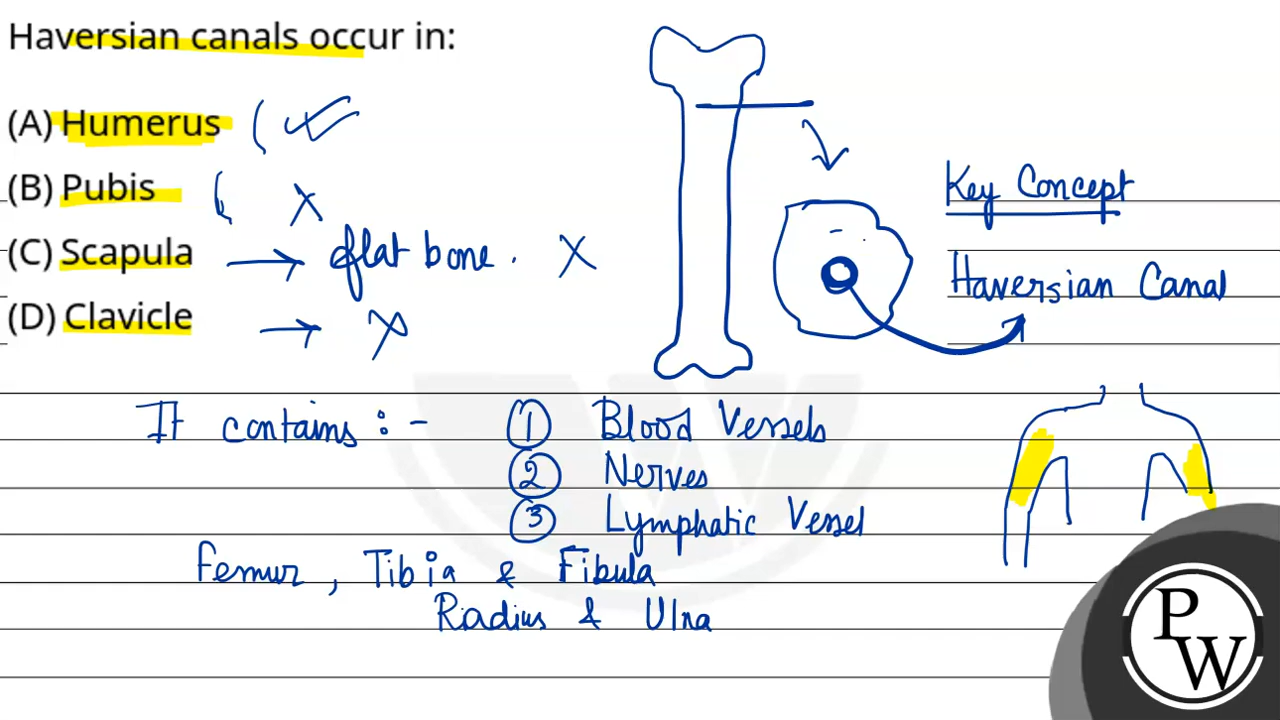 Haversian canals occur in:
(A) Humerus
(B) Pubis
(C) Scapula → flat bone.
(D) Clavicle →
Key Concept
Haversian Canal
It contains :-
① Blood Vessels
② Nerves
③ Lymphatic Vessel
Femur, Tibia & Fibula
Radius & Ulna
PW